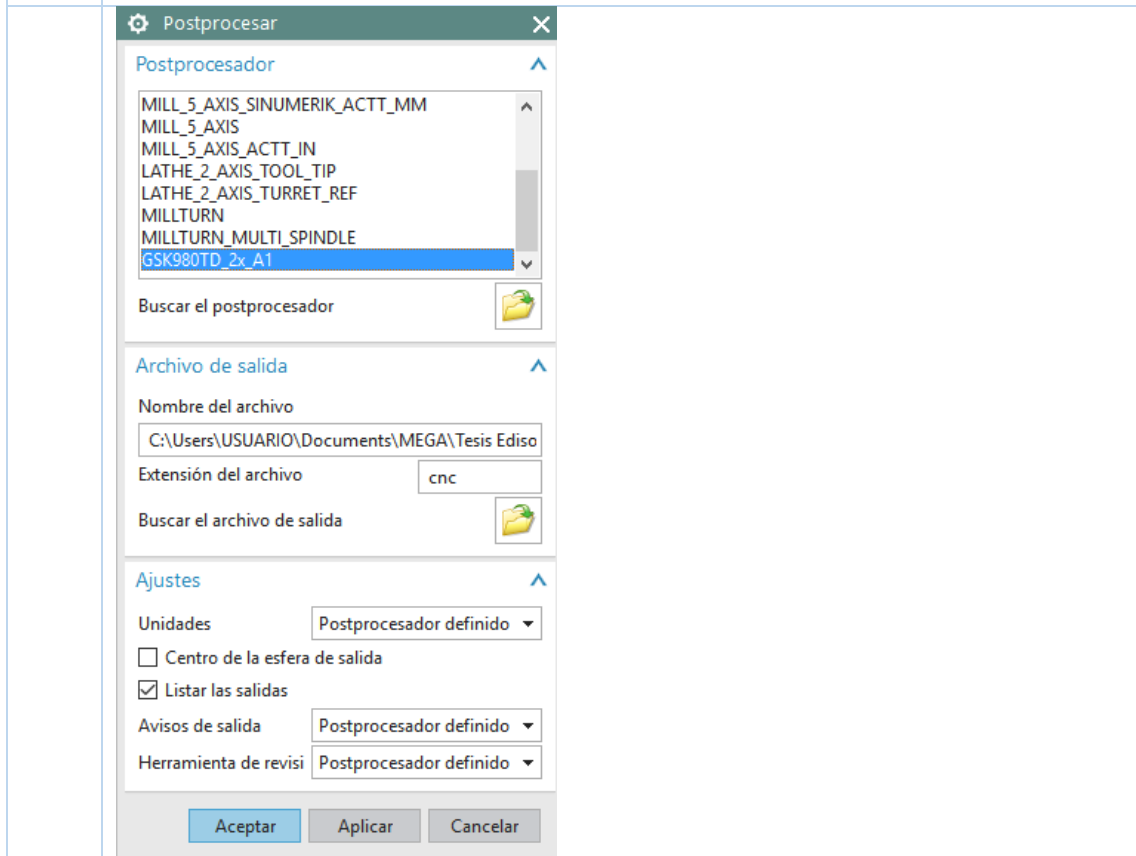 Postprocesar
Postprocesador
MILL_5_AXIS_SINUMERIK_ACTT_MM
MILL_5_AXIS
MILL_5_AXIS_ACTT_IN
LATHE_2_AXIS_TOOL_TIP
LATHE_2_AXIS_TURRET_REF
MILLTURN
MILLTURN_MULTI_SPINDLE
GSK980TD_2x_A1
Buscar el postprocesador
Archivo de salida
Nombre del archivo
C:\Users\USUARIO\Documents\MEGA\Tesis Ediso
Extensión del archivo cnc
Buscar el archivo de salida
Ajustes
Unidades Postprocesador definido
Centro de la esfera de salida
Listar las salidas
Avisos de salida Postprocesador definido
Herramienta de revisi Postprocesador definido
Aceptar Aplicar Cancelar